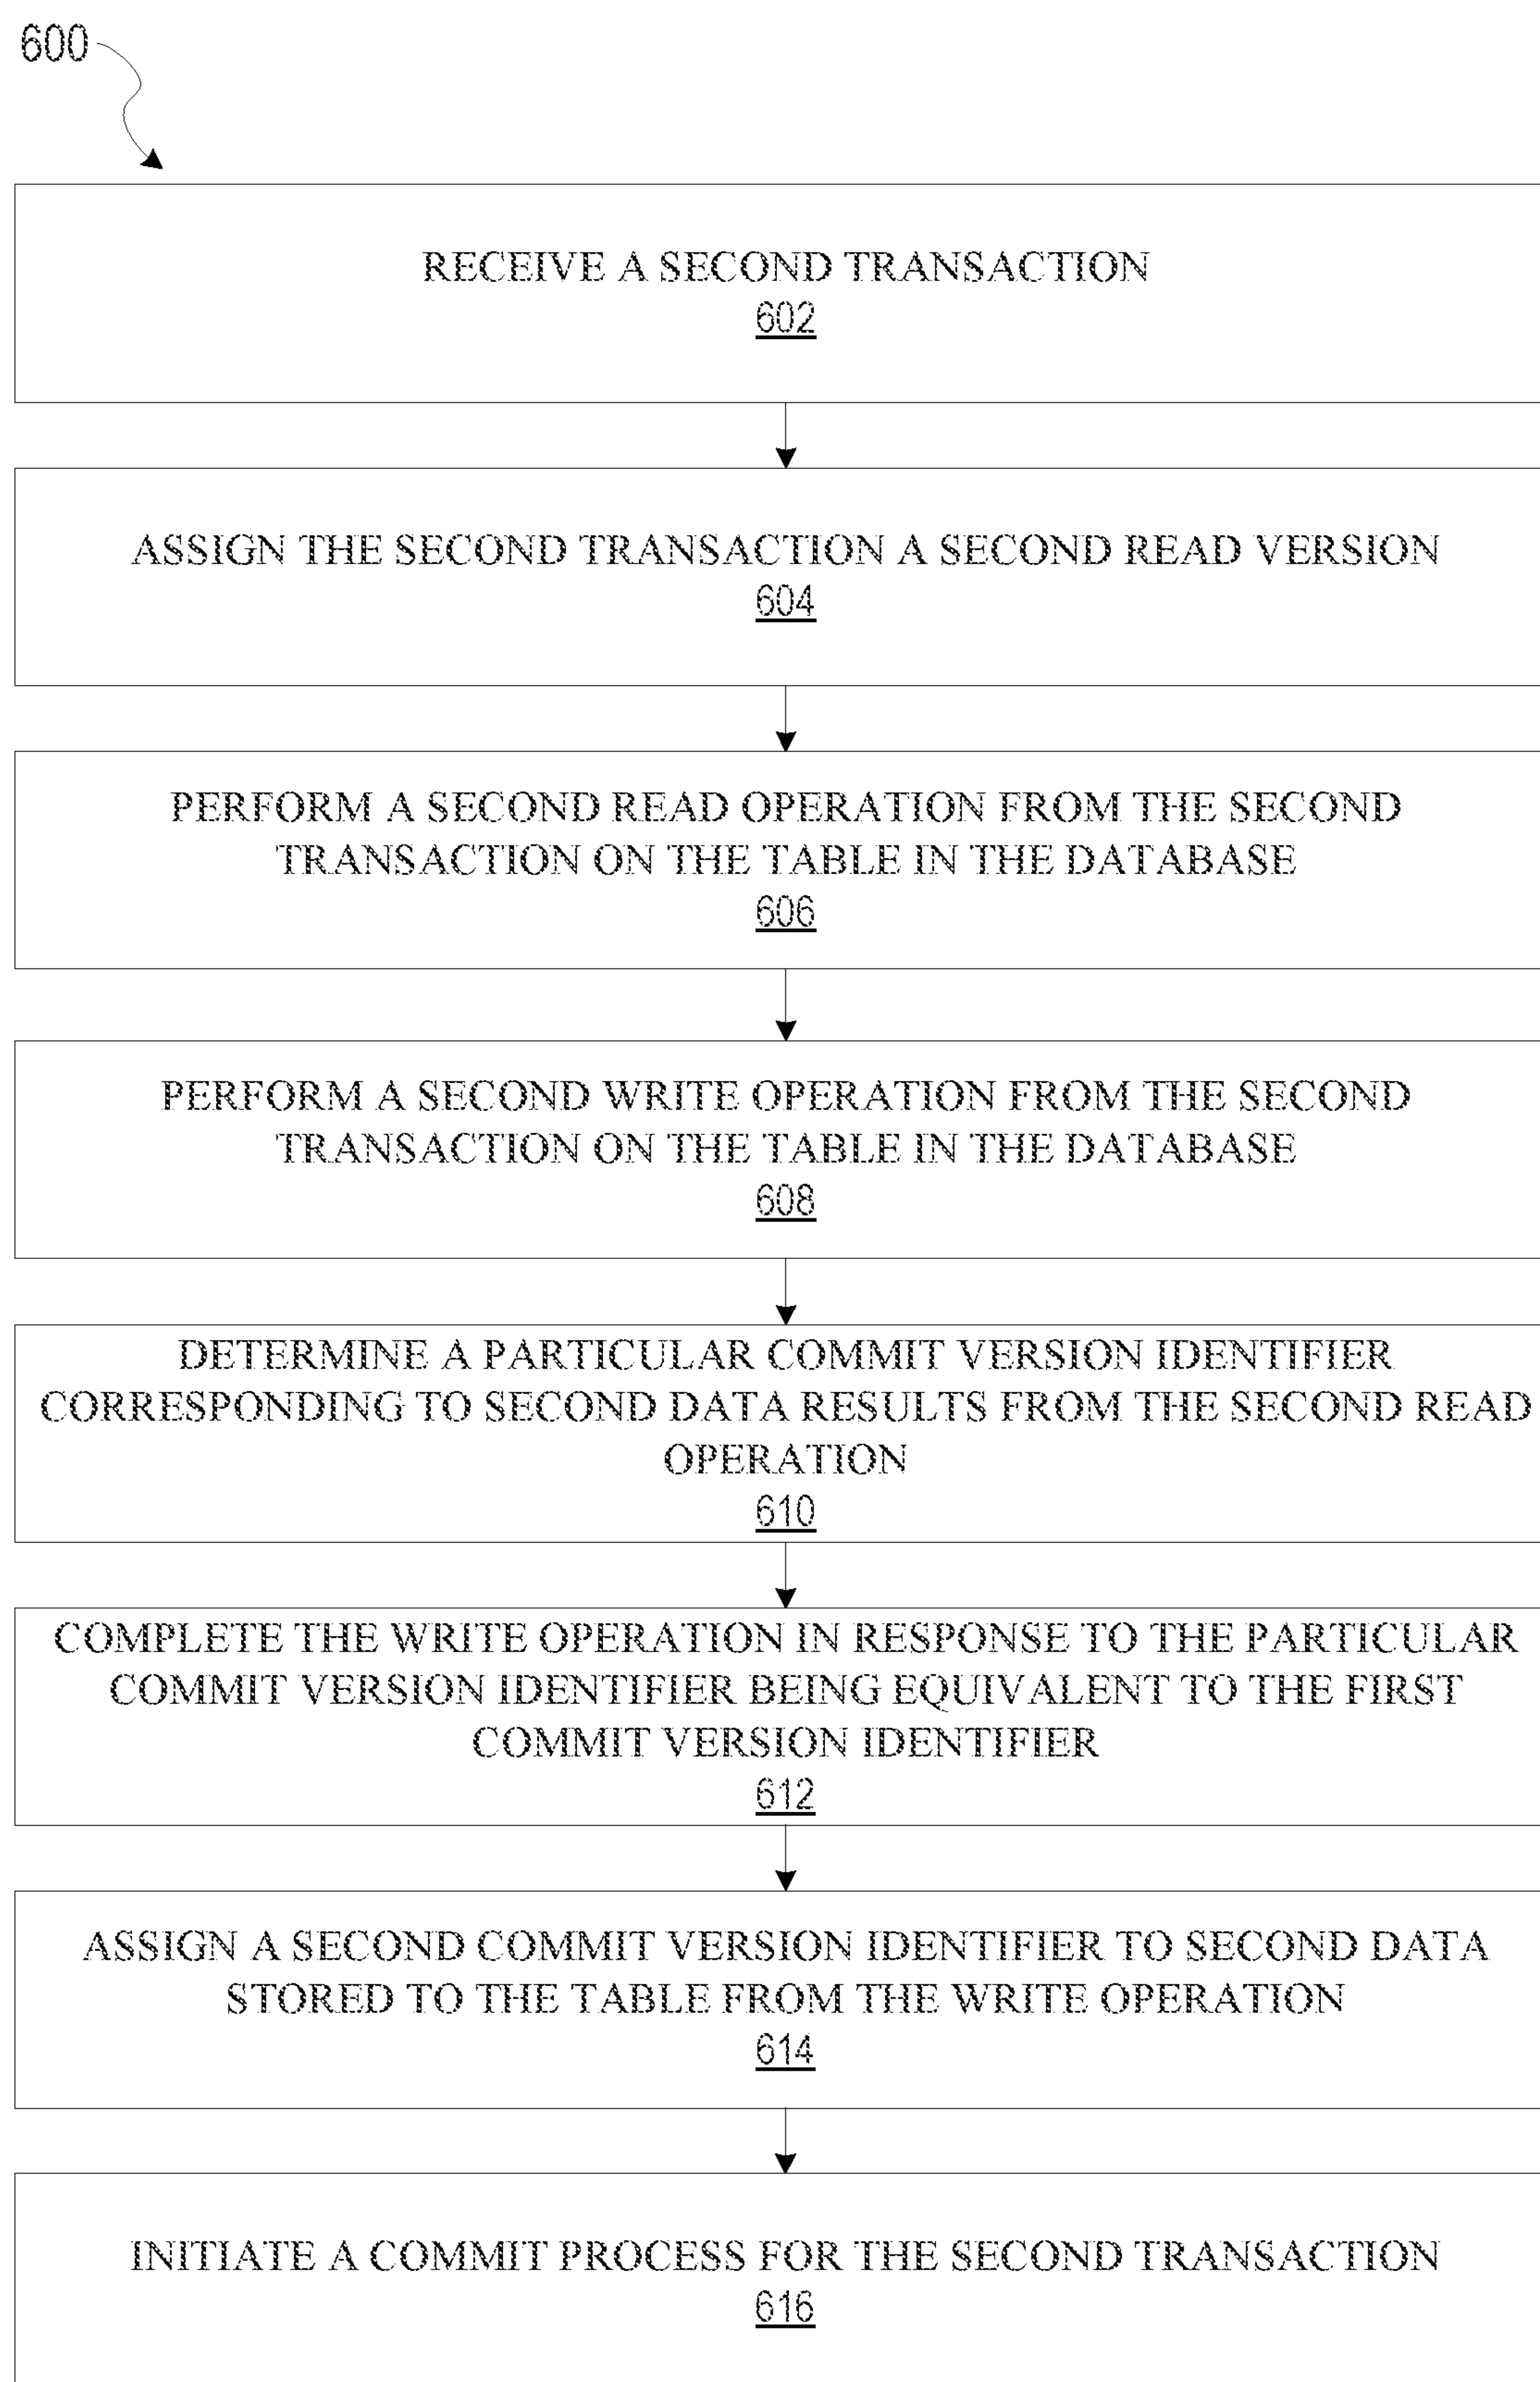 600
RECEIVE A SECOND TRANSACTION
602
ASSIGN THE SECOND TRANSACTION A SECOND READ VERSION
604
PERFORM A SECOND READ OPERATION FROM THE SECOND
TRANSACTION ON THE TABLE IN THE DATABASE
606
PERFORM A SECOND WRITE OPERATION FROM THE SECOND
TRANSACTION ON THE TABLE IN THE DATABASE
608
DETERMINE A PARTICULAR COMMIT VERSION IDENTIFIER
CORRESPONDING TO SECOND DATA RESULTS FROM THE SECOND READ
OPERATION
610
COMPLETE THE WRITE OPERATION IN RESPONSE TO THE PARTICULAR
COMMIT VERSION IDENTIFIER BEING EQUIVALENT TO THE FIRST
COMMIT VERSION IDENTIFIER
612
ASSIGN A SECOND COMMIT VERSION IDENTIFIER TO SECOND DATA
STORED TO THE TABLE FROM THE WRITE OPERATION
614
INITIATE A COMMIT PROCESS FOR THE SECOND TRANSACTION
616